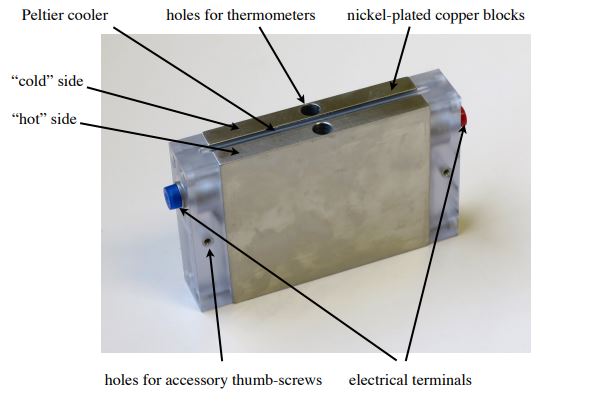 Peltier cooler
holes for thermometers
nickel-plated copper blocks
“cold” side
“hot” side
holes for accessory thumb-screws
electrical terminals